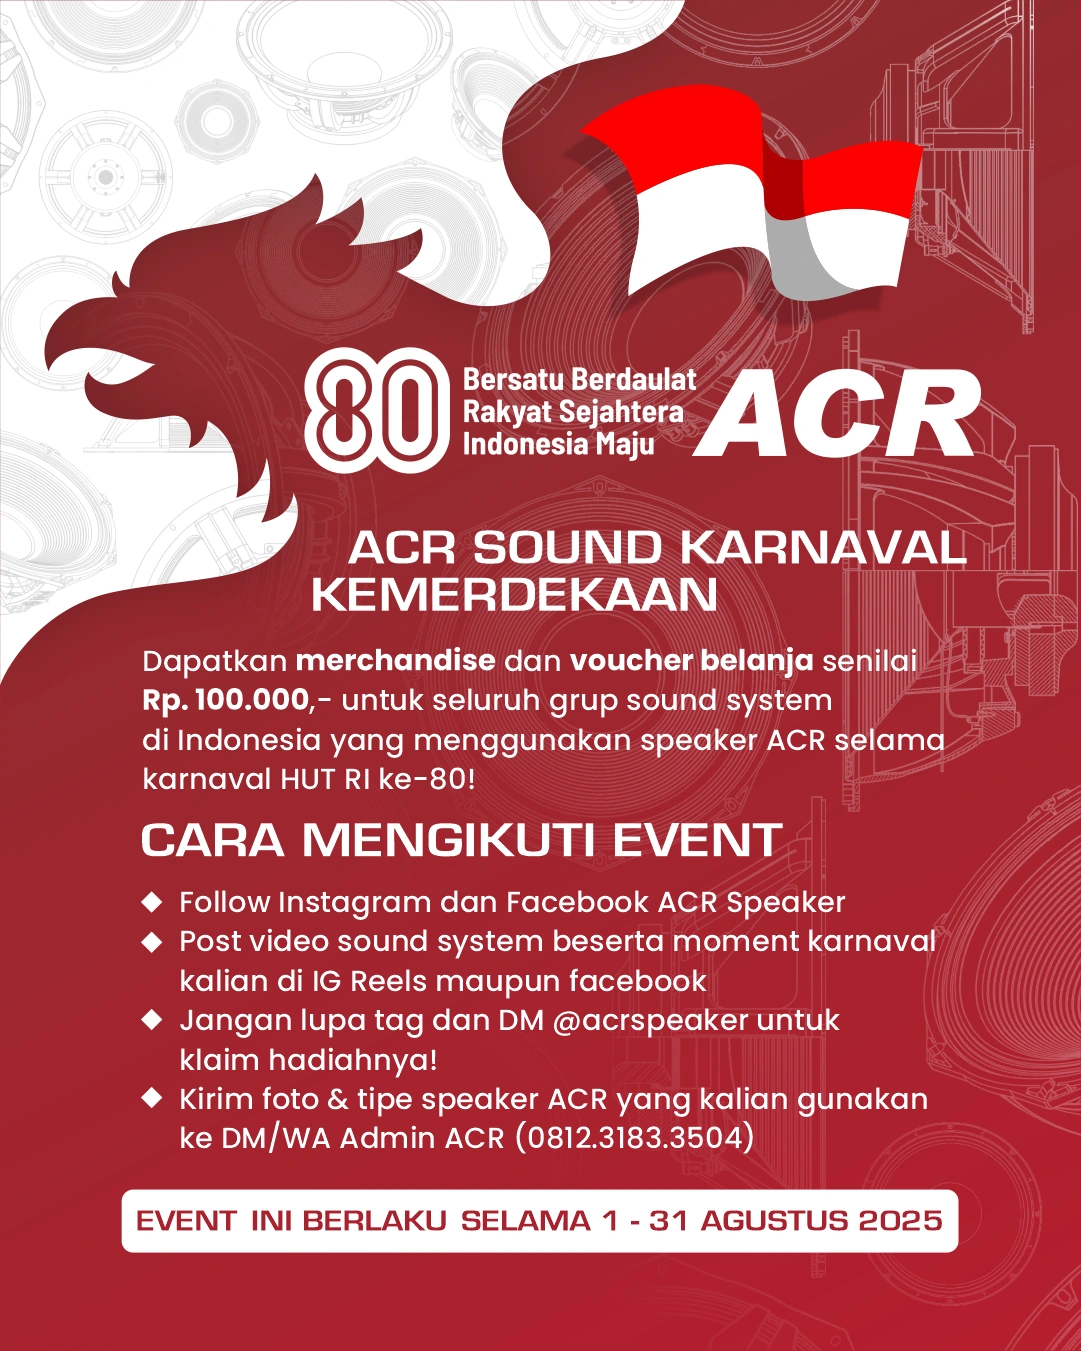 80
Bersatu Berdaulat
Rakyat Sejahtera
Indonesia Maju
ACR
ACR SOUND KARNAVAL
KEMERDEKAAN
Dapatkan merchandise dan voucher belanja senilai
Rp. 100.000,- untuk seluruh grup sound system
di Indonesia yang menggunakan speaker ACR selama
karnaval HUT RI ke-80!
CARA MENGIKUTI EVENT
◆ Follow Instagram dan Facebook ACR Speaker
◆ Post video sound system beserta moment karnaval
kalian di IG Reels maupun facebook
◆ Jangan lupa tag dan DM @acrspeaker untuk
klaim hadiahnya!
◆ Kirim foto & tipe speaker ACR yang kalian gunakan
ke DM/WA Admin ACR (0812.3183.3504)
EVENT INI BERLAKU SELAMA 1 - 31 AGUSTUS 2025